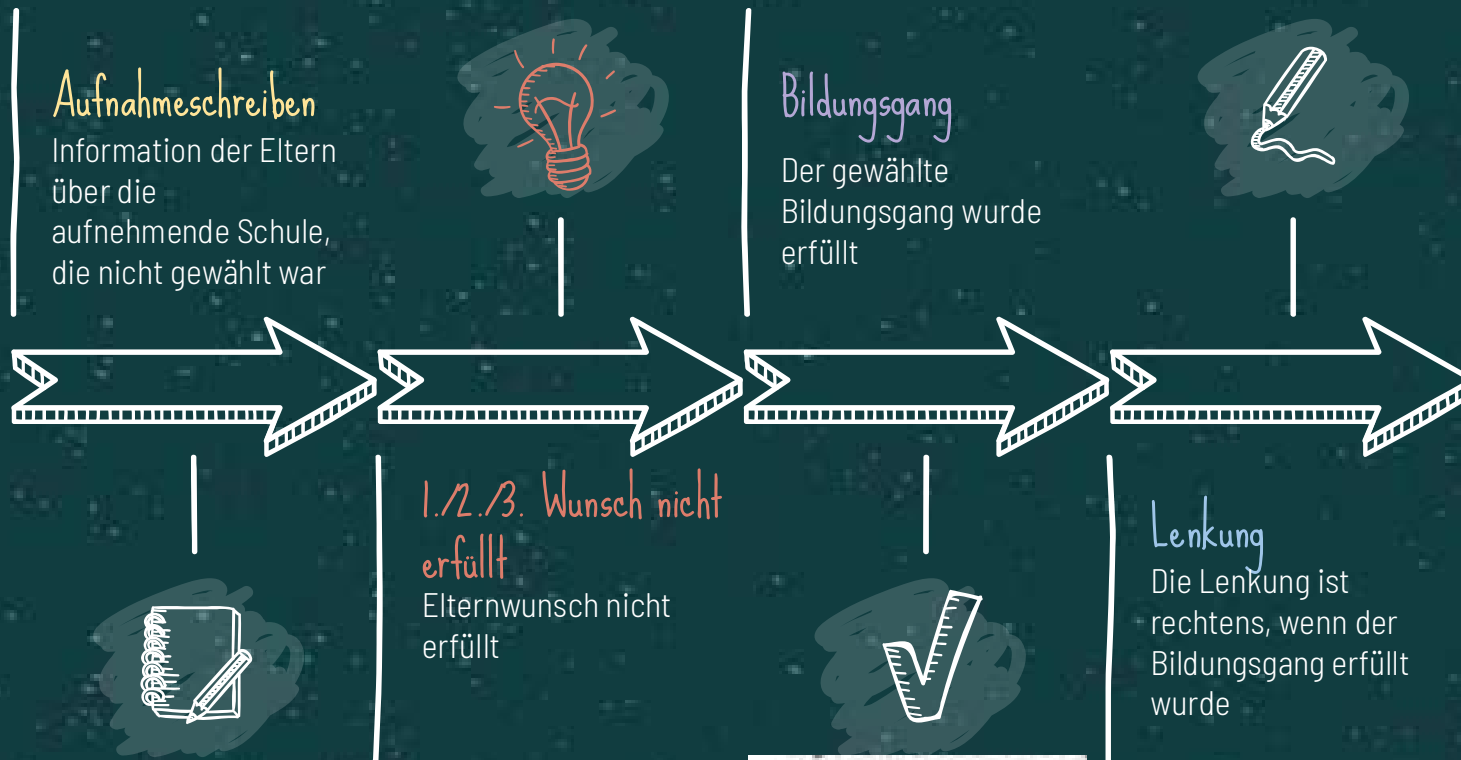 Aufnahmeschreiben
Information der Eltern
über die
aufnehmende Schule,
die nicht gewählt war
1./2./3. Wunsch nicht
erfüllt
Elternwunsch nicht
erfüllt
Bildungsgang
Der gewählte
Bildungsgang wurde
erfüllt
Lenkung
Die Lenkung ist
rechtens, wenn der
Bildungsgang erfüllt
wurde